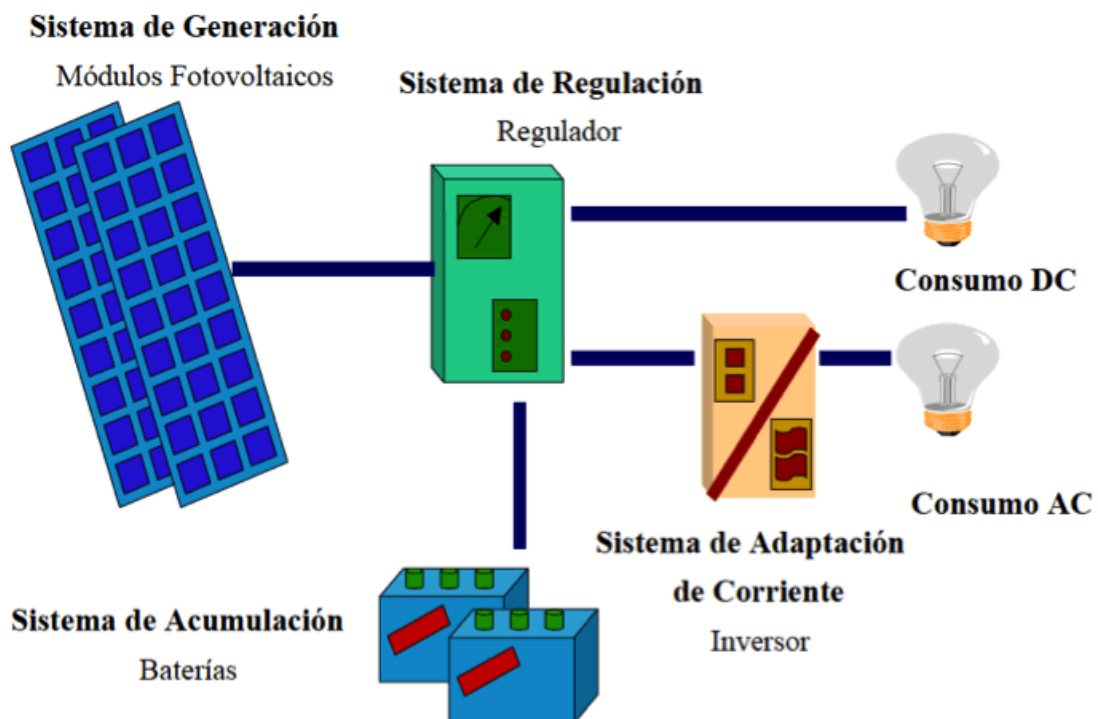 Sistema de Generación
Módulos Fotovoltaicos
Sistema de Regulación
Regulador
Consumo DC
Consumo AC
Sistema de Adaptación
de Corriente
Inversor
Sistema de Acumulación
Baterías